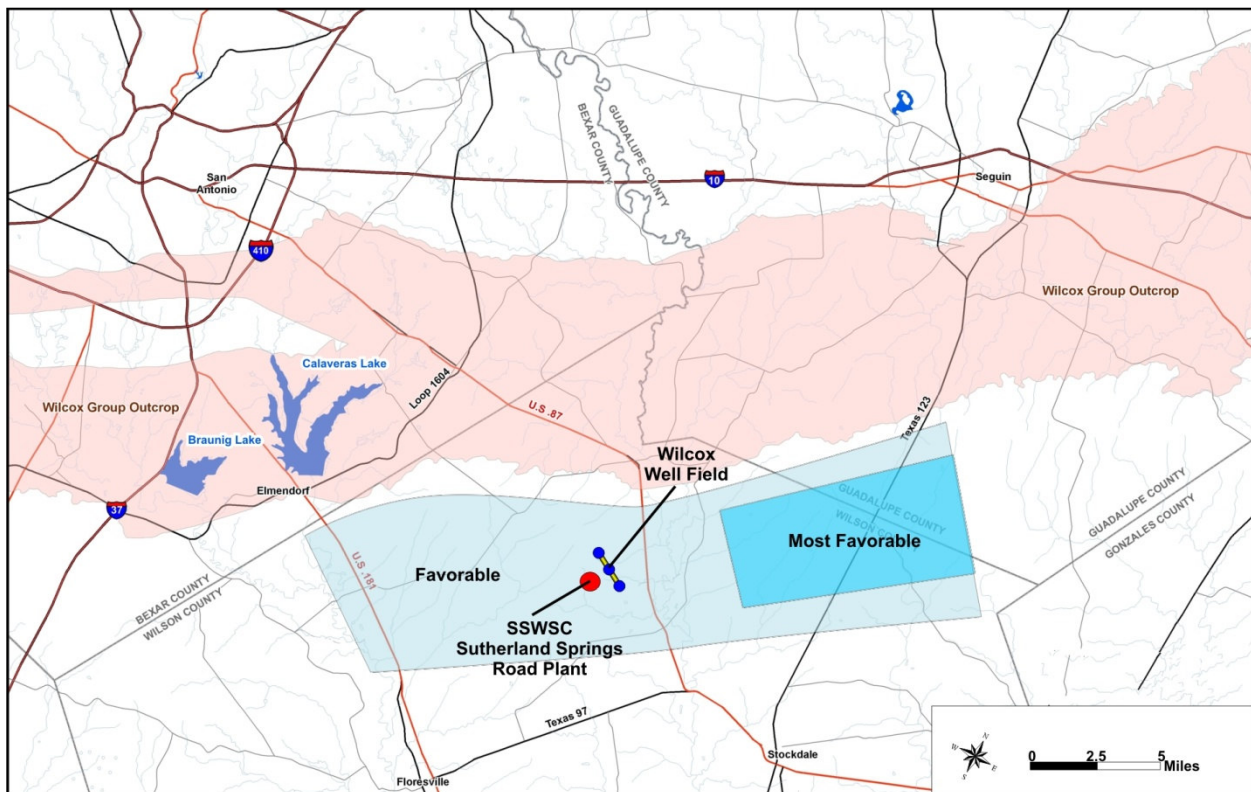 GUADALUPE COUNTY
BEXAR COUNTY
San
Antonio
10
Seguin
410
Wilcox Group Outcrop
Calaveras Lake
Wilcox Group Outcrop
Loop 1604
U.S .87
Texas 123
Braunig Lake
Wilcox
Well Field
Elmendorf
37
GUADALUPE COUNTY
WILSON COUNTY
GUADALUPE COUNTY
GONZALES COUNTY
Most Favorable
Favorable
U.S .181
BEXAR COUNTY
WILSON COUNTY
SSWSC
Sutherland Springs
Road Plant
Texas 97
Stockdale
Floresville
N
W
E
S
0 2.5 5
Miles